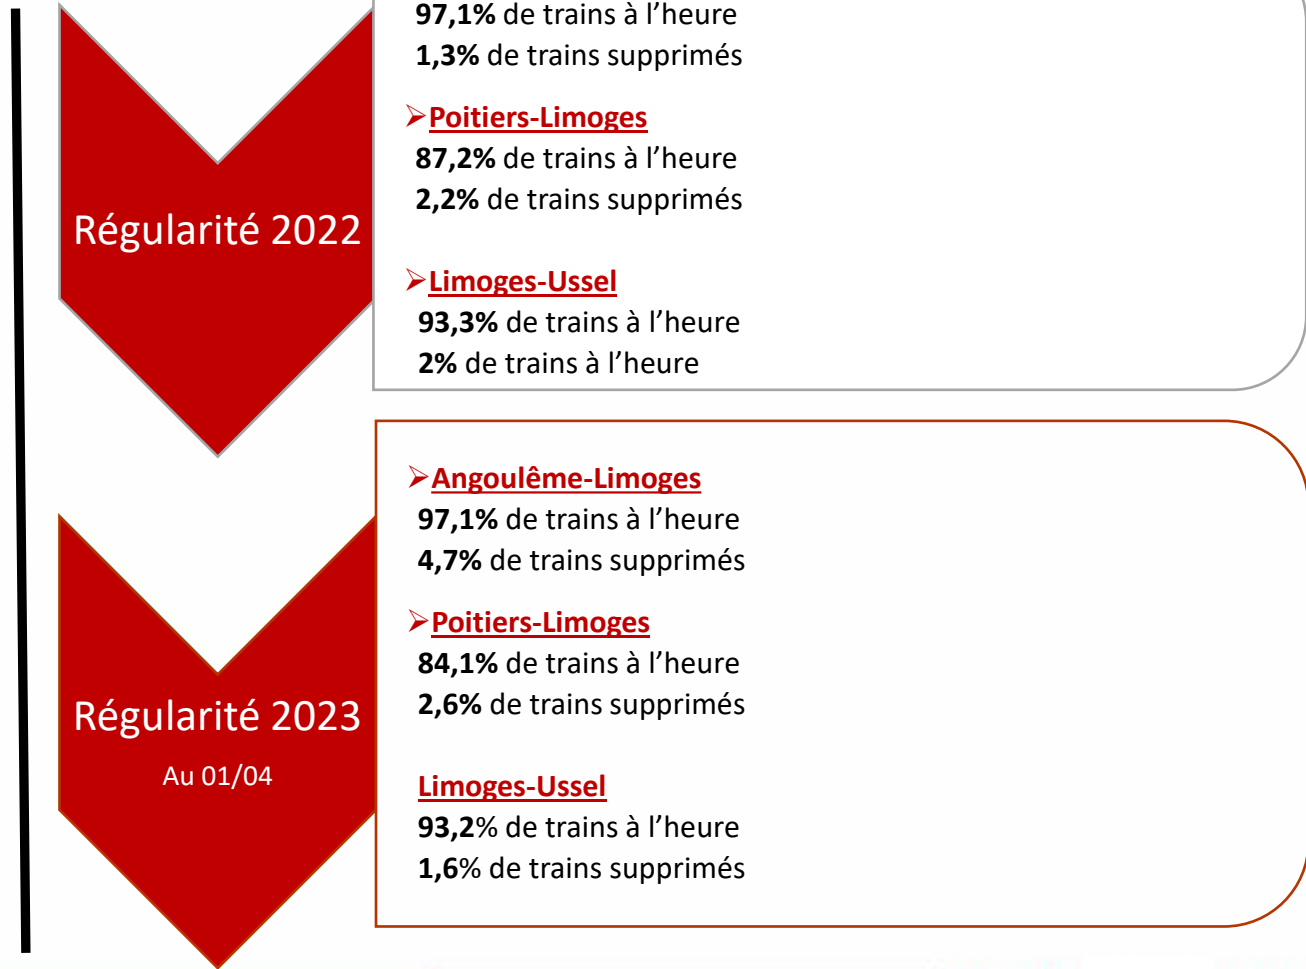 97,1% de trains à l’heure
1,3% de trains supprimés
➢Poitiers-Limoges
87,2% de trains à l’heure
2,2% de trains supprimés
Régularité 2022
➢Limoges-Ussel
93,3% de trains à l’heure
2% de trains à l’heure
➢Angoulême-Limoges
97,1% de trains à l’heure
4,7% de trains supprimés
➢Poitiers-Limoges
84,1% de trains à l’heure
2,6% de trains supprimés
Régularité 2023
Au 01/04
Limoges-Ussel
93,2% de trains à l’heure
1,6% de trains supprimés